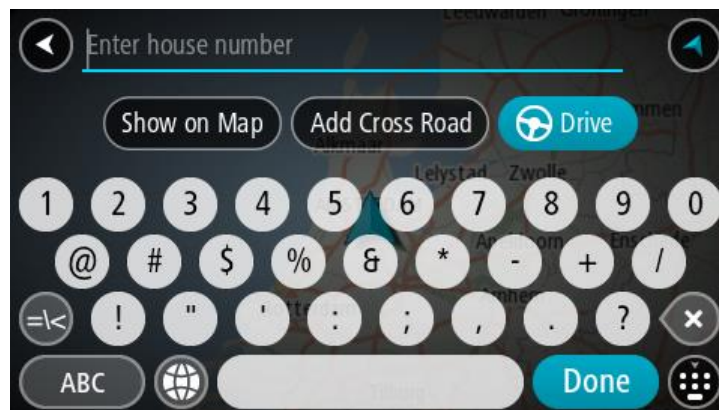 Leeuwarden Groningen
Enter house number
Show on Map Add Cross Road Drive
Alkmaar
Lelystad Zwolle
1 2 3 4 5 6 7 8 9 0
@ # $ % & * - + /
Arnhem
=\< ! " ' : ; , . ?
ABC Done
Tilburg